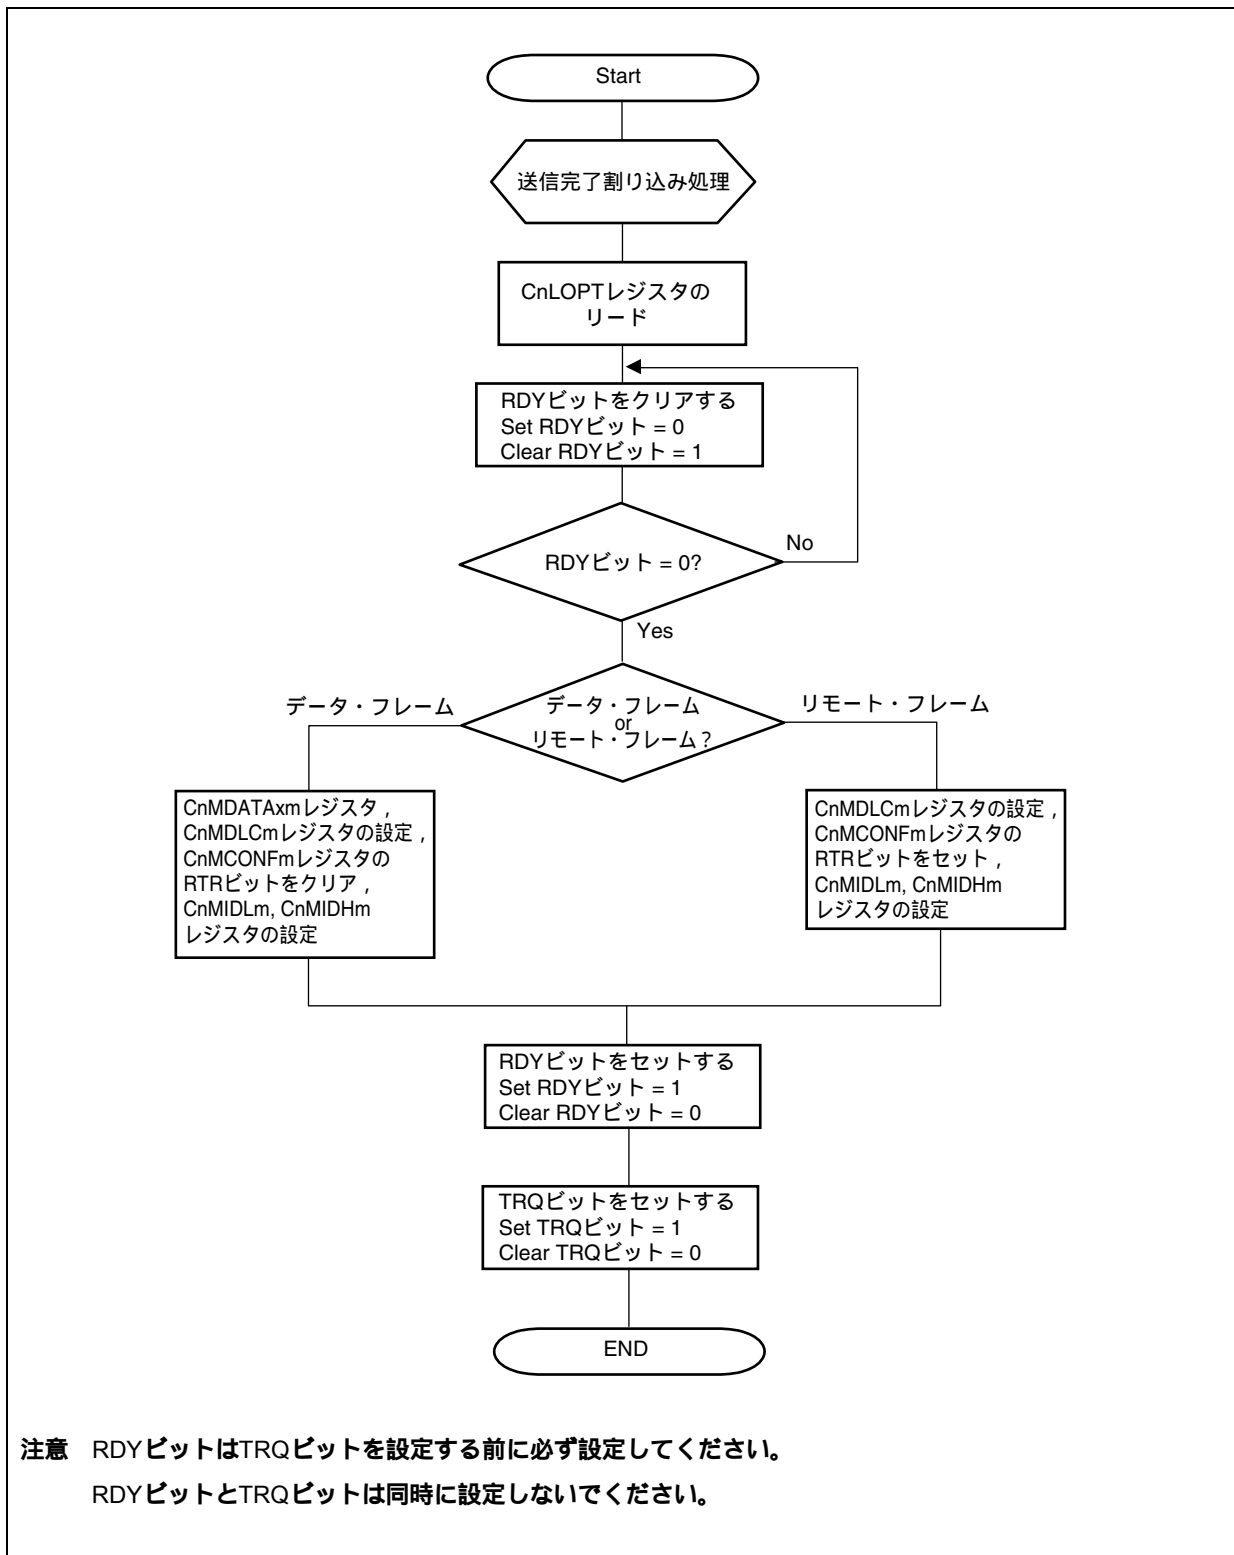 Start
送信完了割り込み処理
CnLOPTレジスタの
リード
RDYビットをクリアする
Set RDYビット = 0
Clear RDYビット = 1
RDYビット = 0?
No
Yes
データ・フレーム
データ・フレーム
or
リモート・フレーム？
リモート・フレーム
CnMDATAxmレジスタ，
CnMDLCmレジスタの設定，
CnMCONFmレジスタの
RTRビットをクリア，
CnMIDLm, CnMIDHm
レジスタの設定
CnMDLCmレジスタの設定，
CnMCONFmレジスタの
RTRビットをセット，
CnMIDLm, CnMIDHm
レジスタの設定
RDYビットをセットする
Set RDYビット = 1
Clear RDYビット = 0
TRQビットをセットする
Set TRQビット = 1
Clear TRQビット = 0
END
注意 RDYビットはTRQビットを設定する前に必ず設定してください。
RDYビットとTRQビットは同時に設定しないでください。